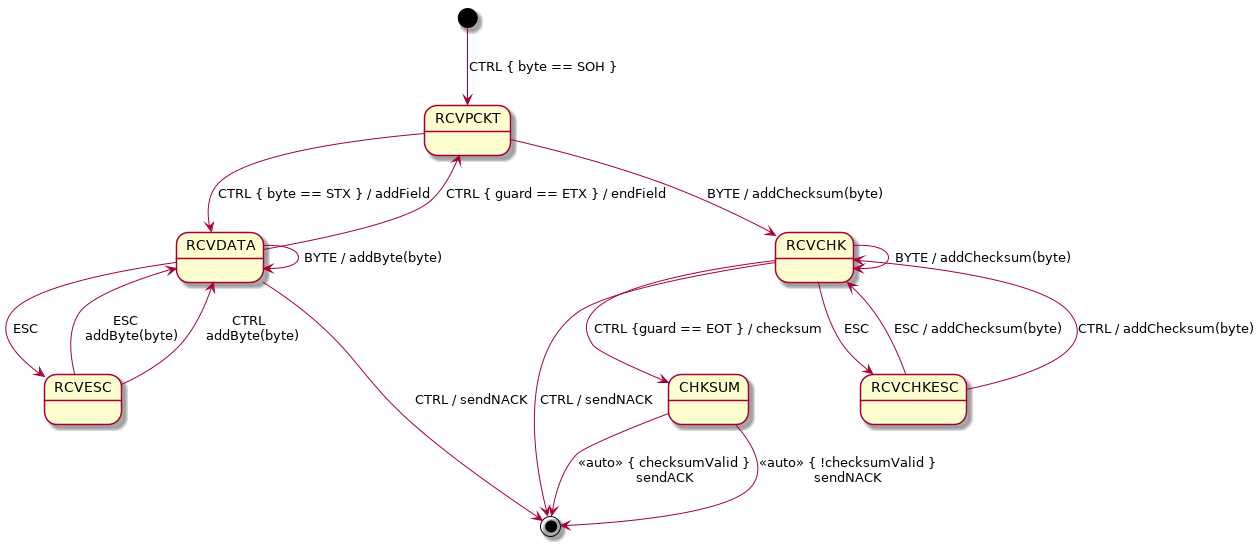 CTRL { byte == SOH }
RCVPCKT
CTRL { byte == STX } / addField
CTRL { guard == ETX } / endField
BYTE / addChecksum(byte)
RCVDATA
BYTE / addByte(byte)
RCVCHK
BYTE / addChecksum(byte)
ESC
ESC
addByte(byte)
CTRL
addByte(byte)
CTRL {guard == EOT } / checksum
ESC
ESC / addChecksum(byte)
CTRL / addChecksum(byte)
RCVESC
CTRL / sendNACK
CTRL / sendNACK
CHKSUM
RCVCHKESC
«auto» { checksumValid }
sendACK
«auto» { !checksumValid }
sendNACK